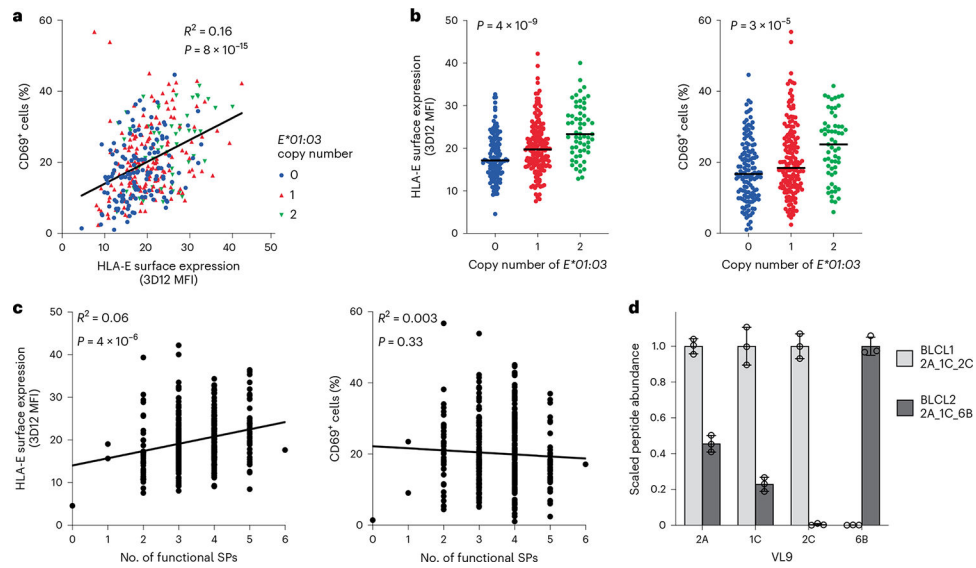 a
60
40
20
0
CD69⁺ cells (%)
R² = 0.16
P = 8 × 10⁻¹⁵
E*01:03
copy number
0
1
2
0 10 20 30 40 50
HLA-E surface expression
(3D12 MFI)
b
P = 4 × 10⁻⁹
50
40
30
20
10
0
HLA-E surface expression
(3D12 MFI)
0 1 2
Copy number of E*01:03
P = 3 × 10⁻⁵
60
40
20
0
CD69⁺ cells (%)
0 1 2
Copy number of E*01:03
c
R² = 0.06
P = 4 × 10⁻⁶
50
40
30
20
10
0
HLA-E surface expression
(3D12 MFI)
0 1 2 3 4 5 6
No. of functional SPs
R² = 0.003
P = 0.33
60
40
20
0
CD69⁺ cells (%)
0 1 2 3 4 5 6
No. of functional SPs
d
1.0
0.8
0.6
0.4
0.2
0
Scaled peptide abundance
2A 1C 2C 6B
VL9
BLCL1
2A_1C_2C
BLCL2
2A_1C_6B